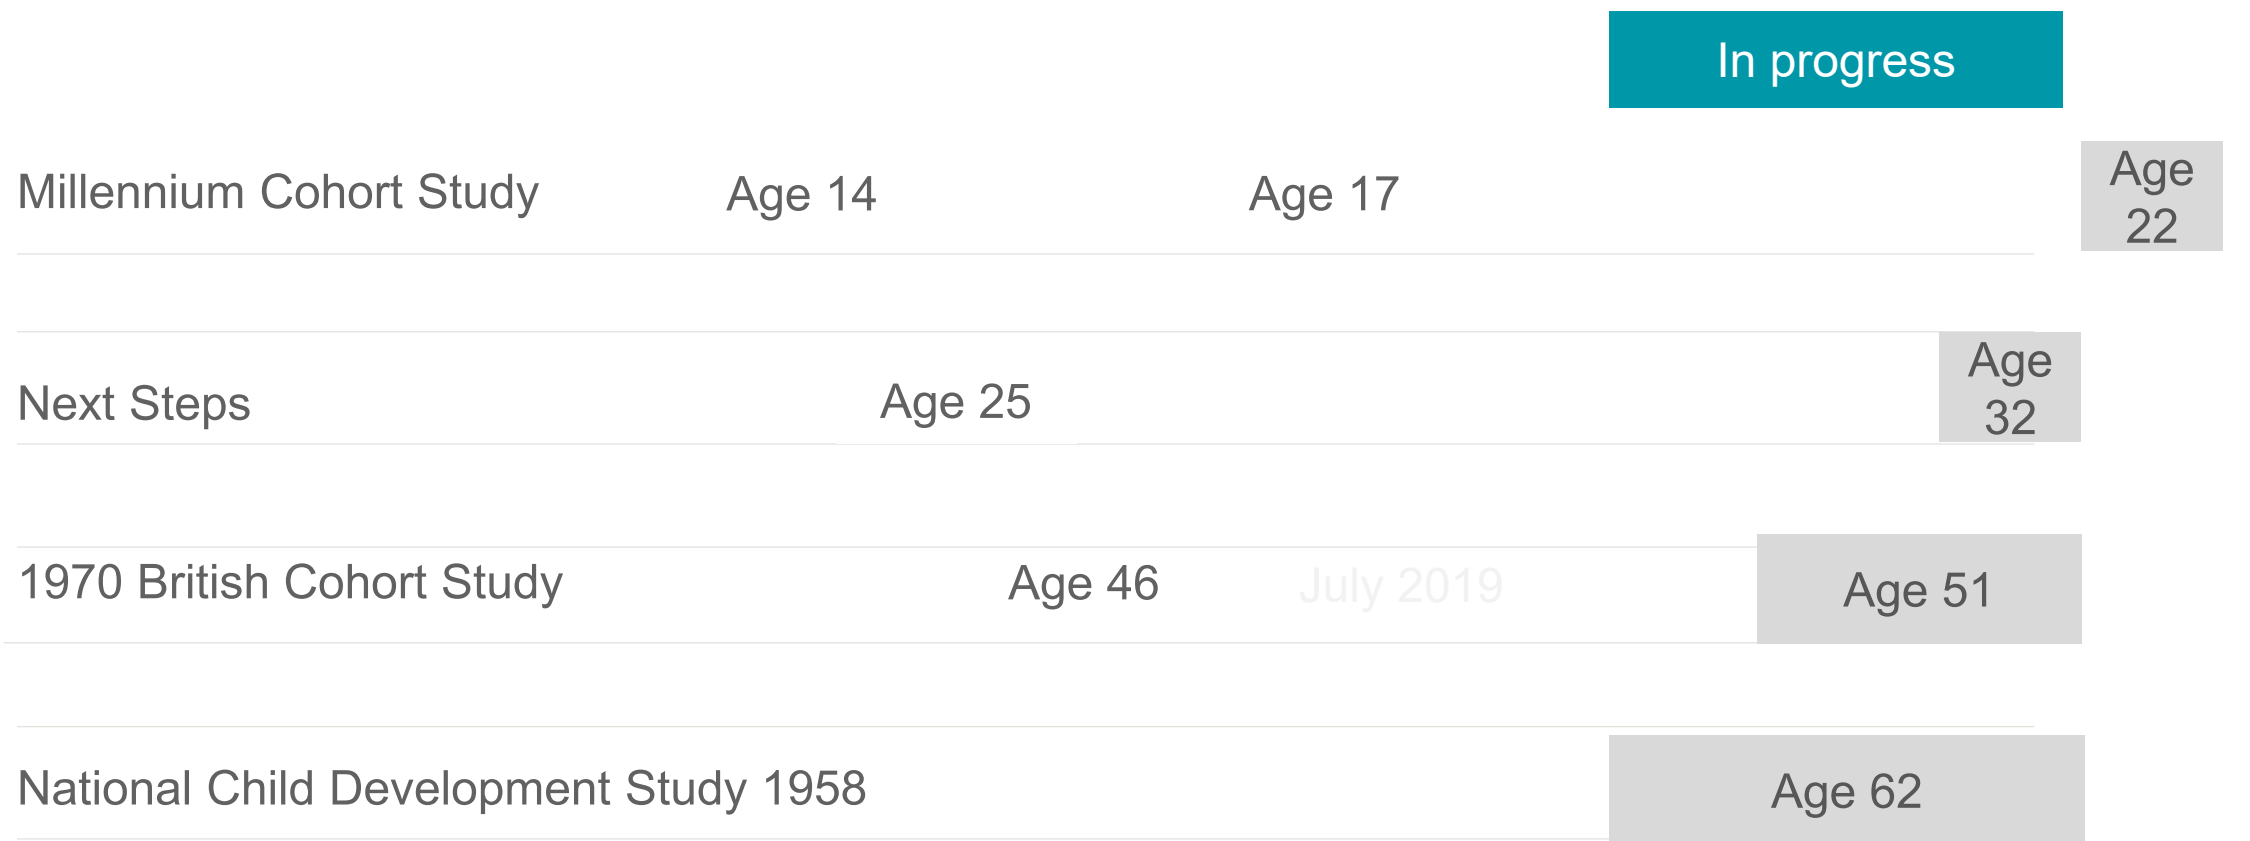 In progress
Millennium Cohort Study
Age 14
Age 17
Age
22
Next Steps
Age 25
Age
32
1970 British Cohort Study
Age 46
July 2019
Age 51
National Child Development Study 1958
Age 62